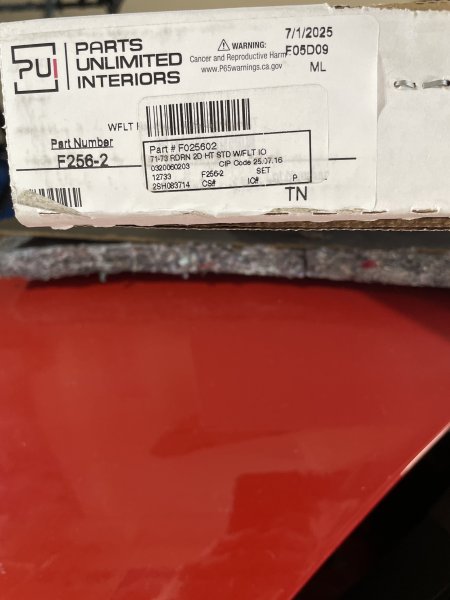 PUI
PARTS
UNLIMITED
INTERIORS
WARNING:
Cancer and Reproductive Harm
www.P65warnings.ca.gov
7/1/2025
F05D09
ML
WFLT
Part Number
F256-2
Part # F025602
71-73 RDRN 2D HT STD W/FLT IO
0320060203 CIP Code 25.07.16
12733 F256-2 SET
2SH083714 CS# IO# P
TN